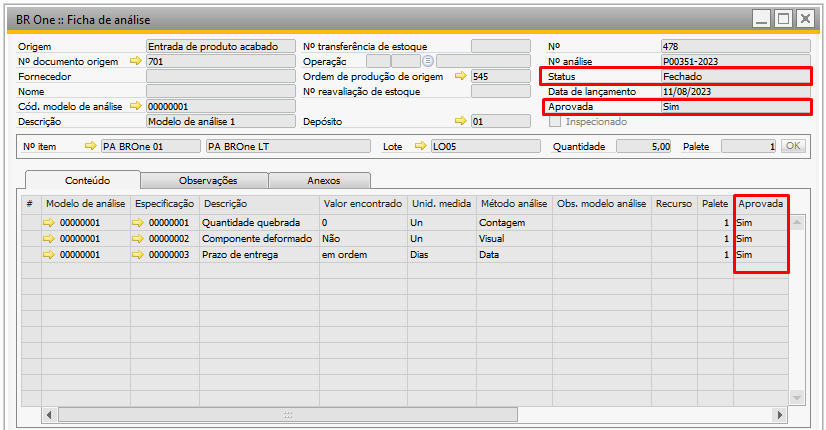 BR One :: Ficha de análise
Origem Entrada de produto acabado Nº transferência de estoque Nº 478
Nº documento origem 701 Operação Nº análise P00351-2023
Fornecedor Ordem de produção de origem 545 Status Fechado
Nome Nº reavaliação de estoque Data de lançamento 11/08/2023
Cód. modelo de análise 00000001 Aprovada Sim
Descrição Modelo de análise 1 Depósito 01 Inspecionado
Nº item PA BROne 01 PA BROne LT Lote LO05 Quantidade 5,00 Palete 1 OK
Conteúdo Observações Anexos
# Modelo de análise Especificação Descrição Valor encontrado Unid. medida Método análise Obs. modelo análise Recurso Palete Aprovada
00000001 00000001 Quantidade quebrada 0 Un Contagem 1 Sim
00000001 00000002 Componente deformado Não Un Visual 1 Sim
00000001 00000003 Prazo de entrega em ordem Dias Data 1 Sim